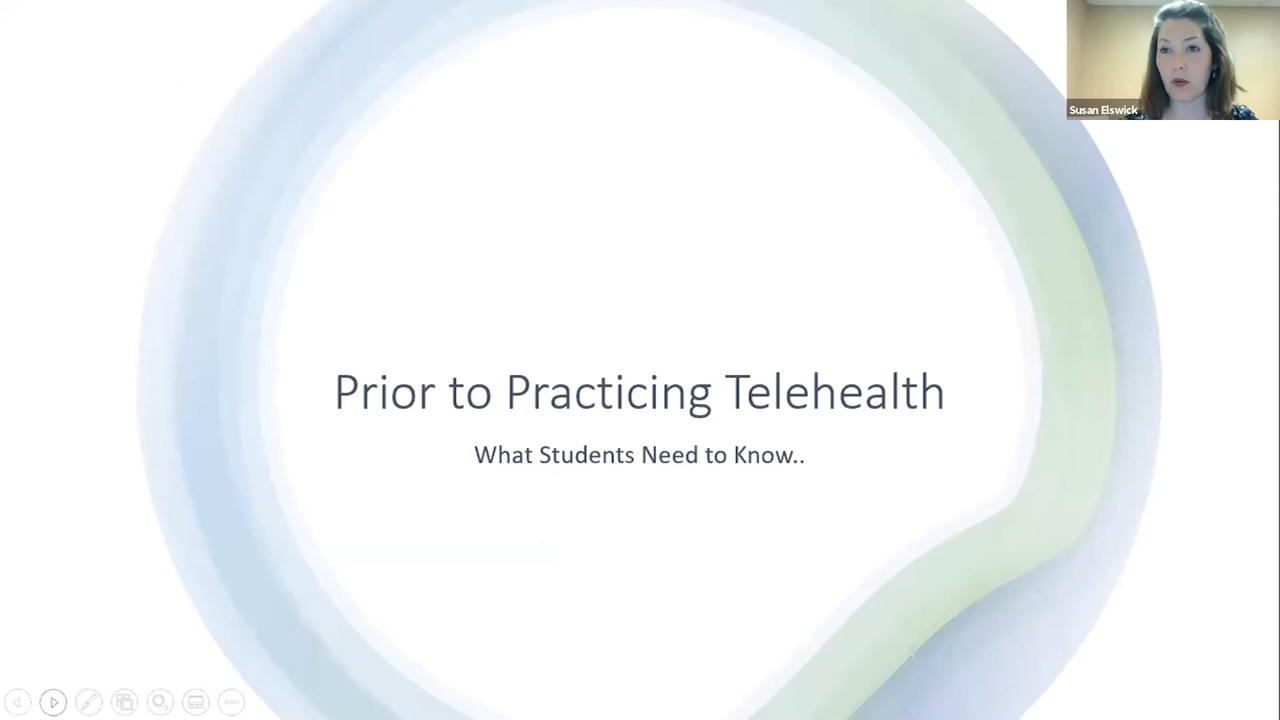 Susan Elswick
Prior to Practicing Telehealth
What Students Need to Know..